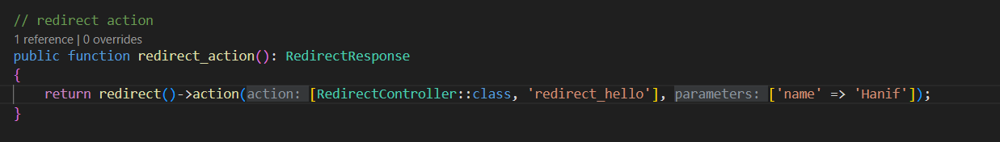 // redirect action
1 reference | 0 overrides
public function redirect_action(): RedirectResponse
{
return redirect()->action(action: [RedirectController::class, 'redirect_hello'], parameters: ['name' => 'Hanif']);
}